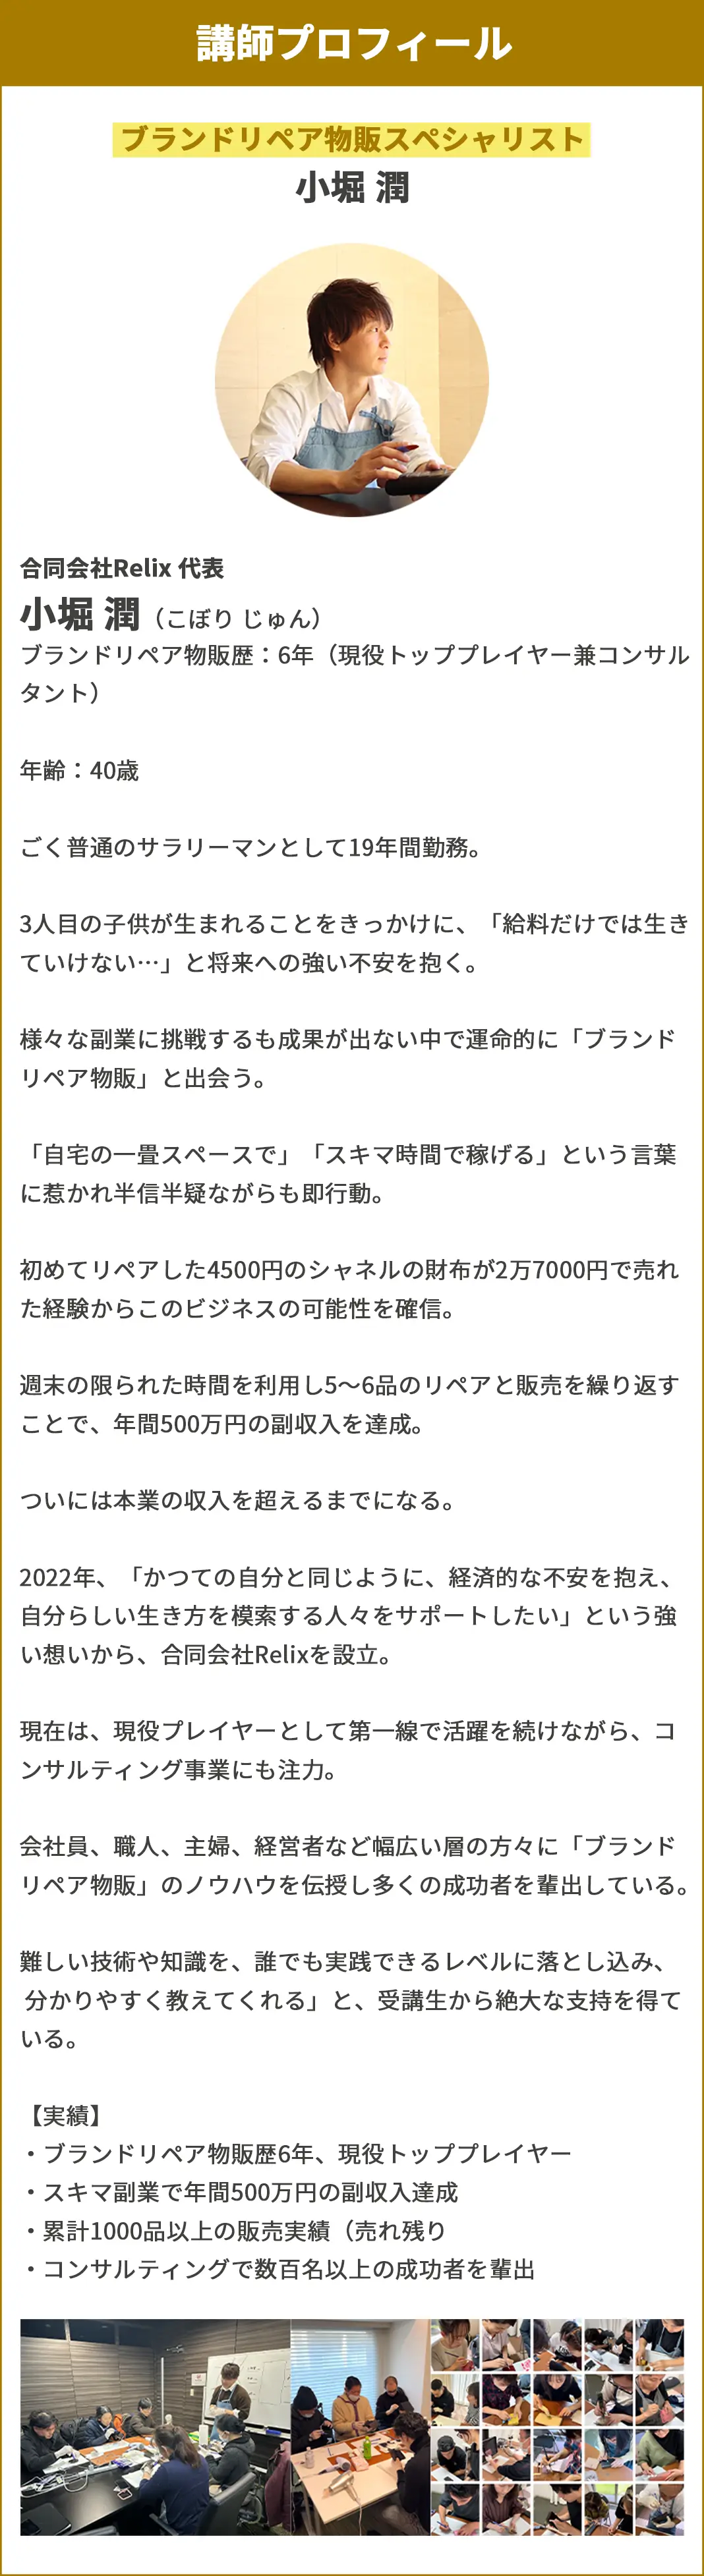 講師プロフィール
ブランドリペア物販スペシャリスト
小堀 潤
合同会社Relix 代表
小堀 潤（こぼり じゅん）
ブランドリペア物販歴：6年（現役トッププレイヤー兼コンサル
タント）
年齢：40歳
ごく普通のサラリーマンとして19年間勤務。
3人目の子供が生まれることをきっかけに、「給料だけでは生き
ていけない…」と将来への強い不安を抱く。
様々な副業に挑戦するも成果が出ない中で運命的に「ブランド
リペア物販」と出会う。
「自宅の一畳スペースで」「スキマ時間で稼げる」という言葉
に惹かれ半信半疑ながらも即行動。
初めてリペアした4500円のシャネルの財布が2万7000円で売れ
た経験からこのビジネスの可能性を確信。
週末の限られた時間を利用し5〜6品のリペアと販売を繰り返す
ことで、年間500万円の副収入を達成。
ついには本業の収入を超えるまでになる。
2022年、「かつての自分と同じように、経済的な不安を抱え、
自分らしい生き方を模索する人々をサポートしたい」という強
い想いから、合同会社Relixを設立。
現在は、現役プレイヤーとして第一線で活躍を続けながら、コ
ンサルティング事業にも注力。
会社員、職人、主婦、経営者など幅広い層の方々に「ブランド
リペア物販」のノウハウを伝授し多くの成功者を輩出している。
難しい技術や知識を、誰でも実践できるレベルに落とし込み、
分かりやすく教えてくれる」と、受講生から絶大な支持を得て
いる。
【実績】
・ブランドリペア物販歴6年、現役トッププレイヤー
・スキマ副業で年間500万円の副収入達成
・累計1000品以上の販売実績（売れ残り
・コンサルティングで数百名以上の成功者を輩出